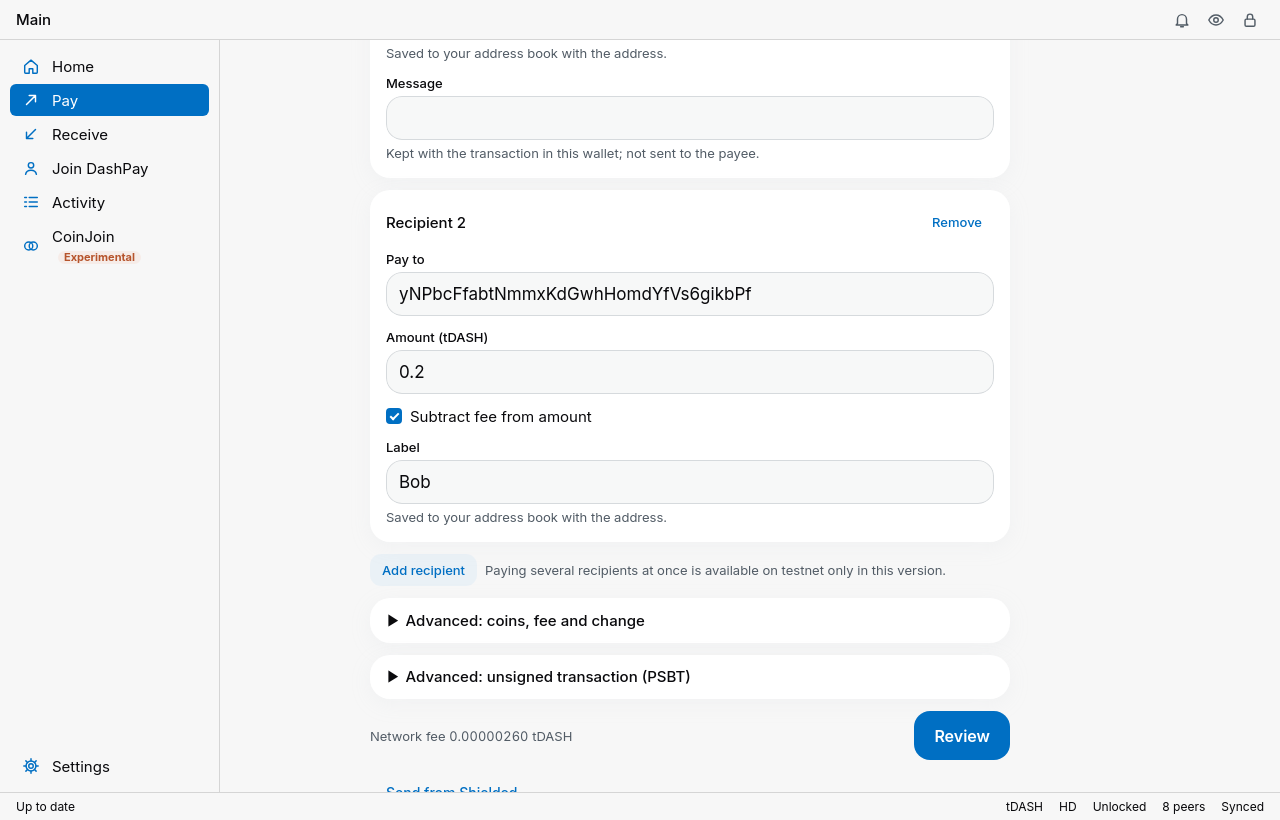 Main
Home
Pay
Receive
Join DashPay
Activity
CoinJoin
Experimental
Settings
Saved to your address book with the address.
Message
Kept with the transaction in this wallet; not sent to the payee.
Recipient 2
Remove
Pay to
yNPbcFfabtNmmxKdGwhHomdYfVs6gikbPf
Amount (tDASH)
0.2
Subtract fee from amount
Label
Bob
Saved to your address book with the address.
Add recipient
Paying several recipients at once is available on testnet only in this version.
Advanced: coins, fee and change
Advanced: unsigned transaction (PSBT)
Network fee 0.00000260 tDASH
Review
Send from Shielded
Up to date
tDASH
HD
Unlocked
8 peers
Synced